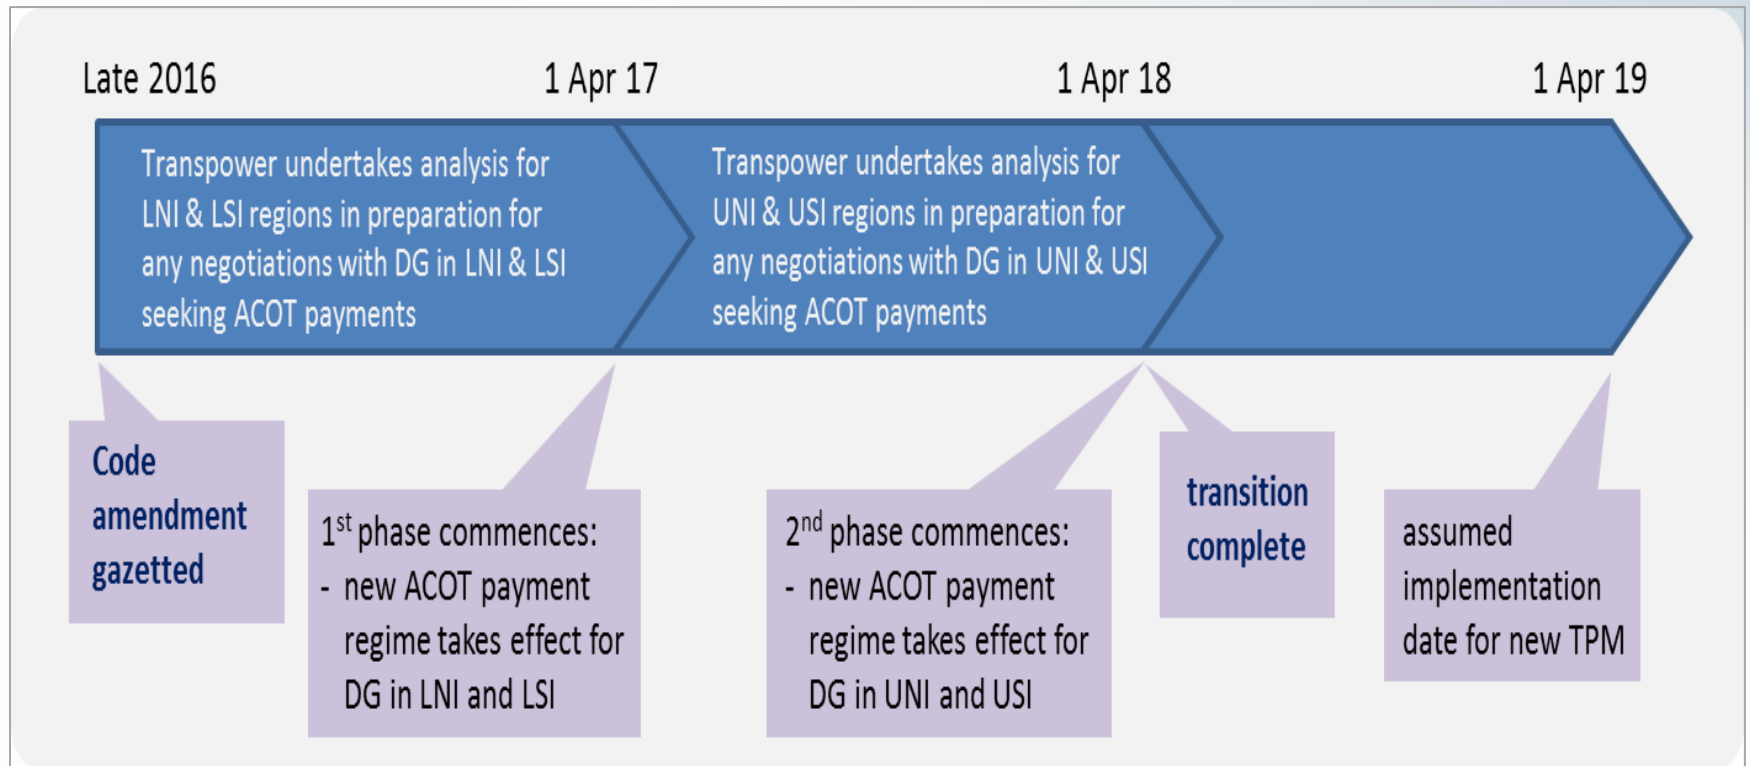 Late 2016
1 Apr 17
1 Apr 18
1 Apr 19
Transpower undertakes analysis for
LNI & LSI regions in preparation for
any negotiations with DG in LNI & LSI
seeking ACOT payments
Transpower undertakes analysis for
UNI & USI regions in preparation for
any negotiations with DG in UNI & USI
seeking ACOT payments
Code
amendment
gazetted
1st phase commences:
- new ACOT payment
regime takes effect for
DG in LNI and LSI
2nd phase commences:
- new ACOT payment
regime takes effect for
DG in UNI and USI
transition
complete
assumed
implementation
date for new TPM